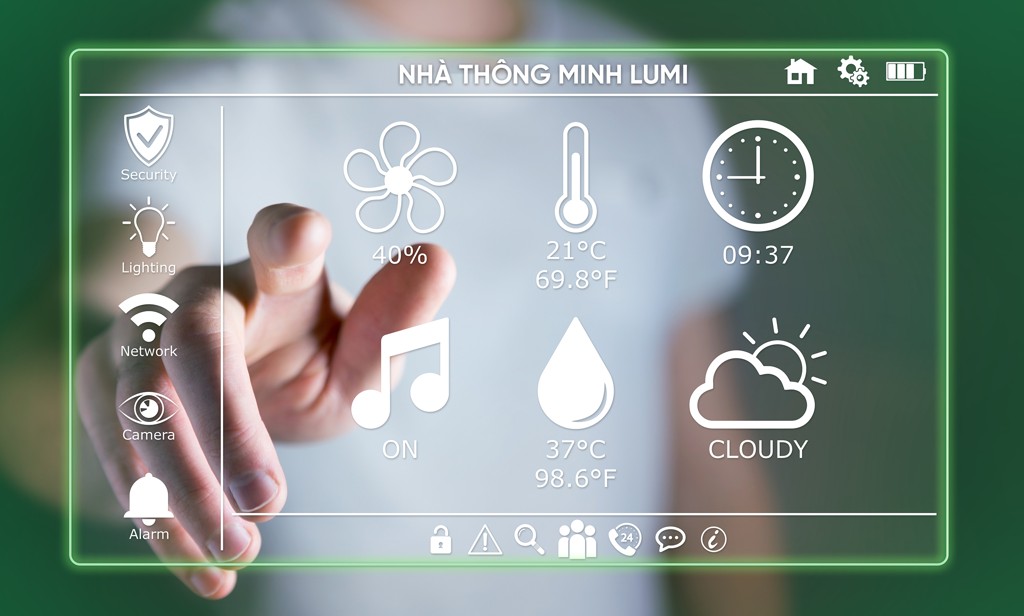 NHÀ THÔNG MINH LUMI
Security
Lighting
Network
Camera
Alarm
40%
21°C
69.8°F
09:37
ON
37°C
98.6°F
CLOUDY
24
i